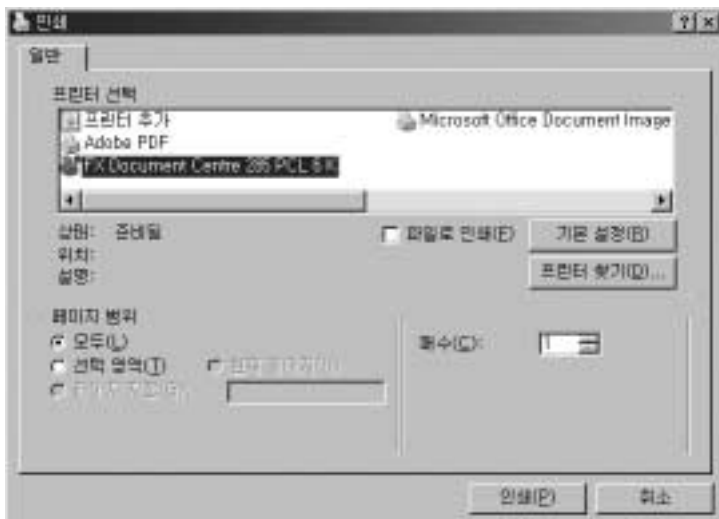 인쇄
일반
프린터 선택
프린터 추가
Microsoft Office Document Image
Adobe PDF
FX Document Centre 285 PCL 6 K
상태: 준비됨
파일로 인쇄(F)
기본 설정(R)
위치:
설명:
프린터 찾기(D)...
페이지 범위
모두(L)
선택 영역(T)
매수(C):
1
인쇄(P)
취소